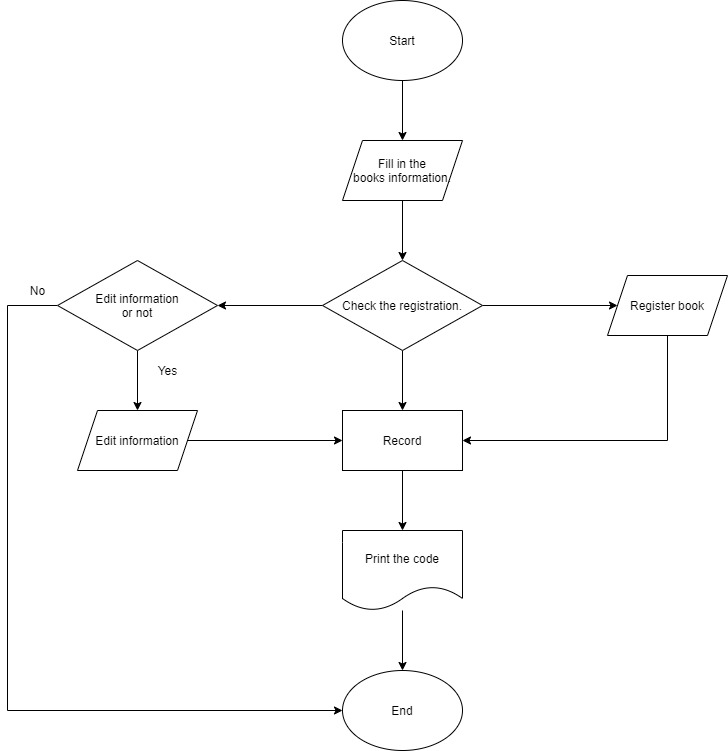 Start
Fill in the
books information.
No
Edit information
or not
Check the registration.
Register book
Yes
Edit information
Record
Print the code
End